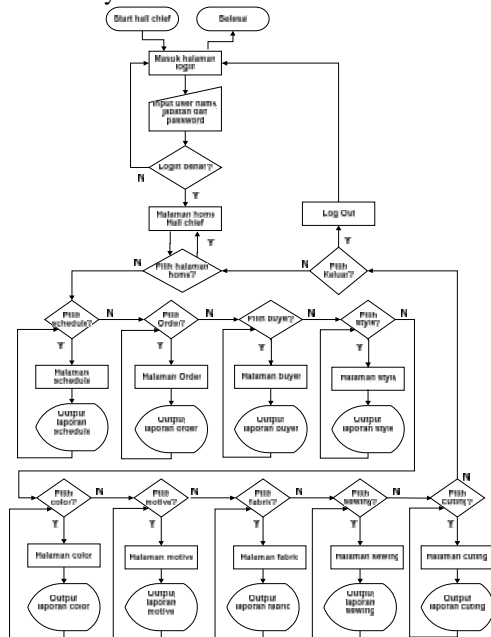 Start hall chief
Selesai
Masuk halaman
login
Input user name,
jabatan dan
password
Login benar?
N
Y
Halaman home
Hall chief
Log Out
Y
Y
N
Pilih halaman
home?
N
Pilih
Keluar?
Pilih
schedule?
N
Pilih
Order?
N
Pilih buyer?
N
Pilih
style?
N
Y
Y
Y
Y
Halaman
schedule
Halaman Order
Halaman buyer
Halaman style
Output
laporan
schedule
Output
laporan order
Output
laporan buyer
Output
laporan style
Pilih
color?
N
Pilih
motive?
N
Pilih
fabric?
N
Pilih
sewing?
N
Pilih
cuting?
N
Y
Y
Y
Y
Y
Halaman color
Halaman motive
Halaman fabric
Halaman sewing
Halaman cuting
Output
laporan color
Output
laporan
motive
Output
laporan fabric
Output
laporan
sewing
Output
laporan cuting